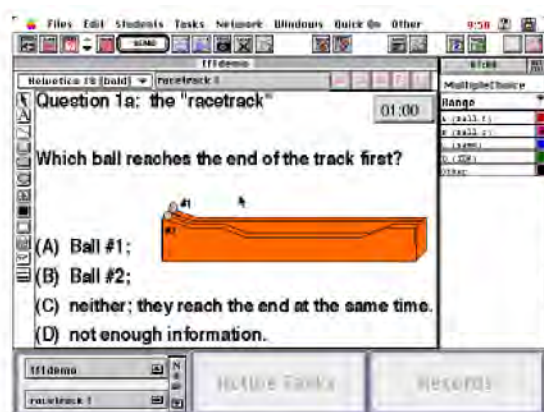 Files Edit Students Tasks Network Windows Quick On Other 9:58
DEMO
tf1demo
Helvetica 18 [bold] racetrack 1
MultipleChoice
Range
Other
Question 1a: the "racetrack"
01:00
Which ball reaches the end of the track first?
#1
#2
(A) Ball #1;
(B) Ball #2;
(C) neither; they reach the end at the same time.
(D) not enough information.
tf1demo
racetrack 1
Active Tasks
Records